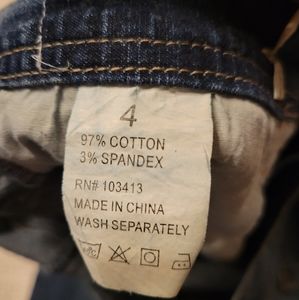 4
97% COTTON
3% SPANDEX
RN# 103413
MADE IN CHINA
WASH SEPARATELY